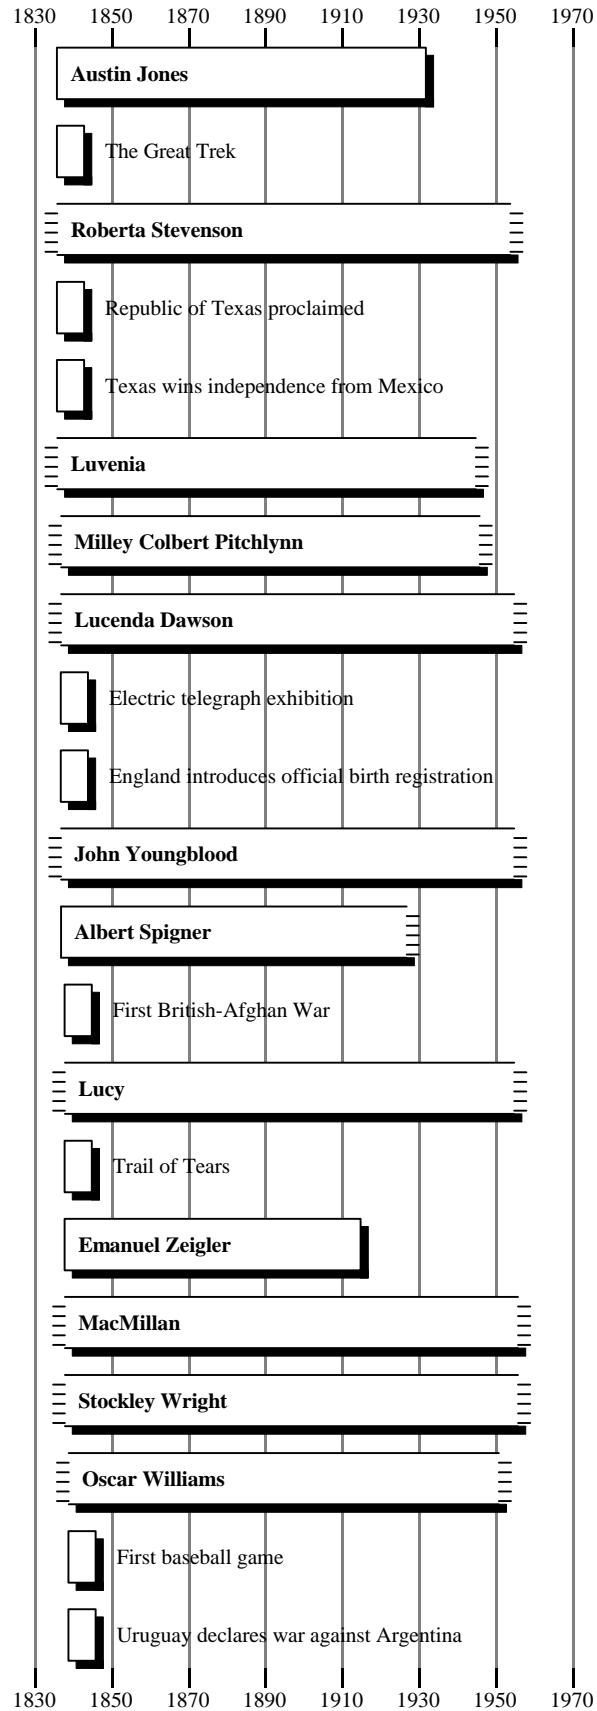 1830 1850 1870 1890 1910 1930 1950 1970
Austin Jones
The Great Trek
Roberta Stevenson
Republic of Texas proclaimed
Texas wins independence from Mexico
Luvenia
Milley Colbert Pitchlynn
Lucenda Dawson
Electric telegraph exhibition
England introduces official birth registration
John Youngblood
Albert Spigner
First British-Afghan War
Lucy
Trail of Tears
Emanuel Zeigler
MacMillan
Stockley Wright
Oscar Williams
First baseball game
Uruguay declares war against Argentina
1830 1850 1870 1890 1910 1930 1950 1970